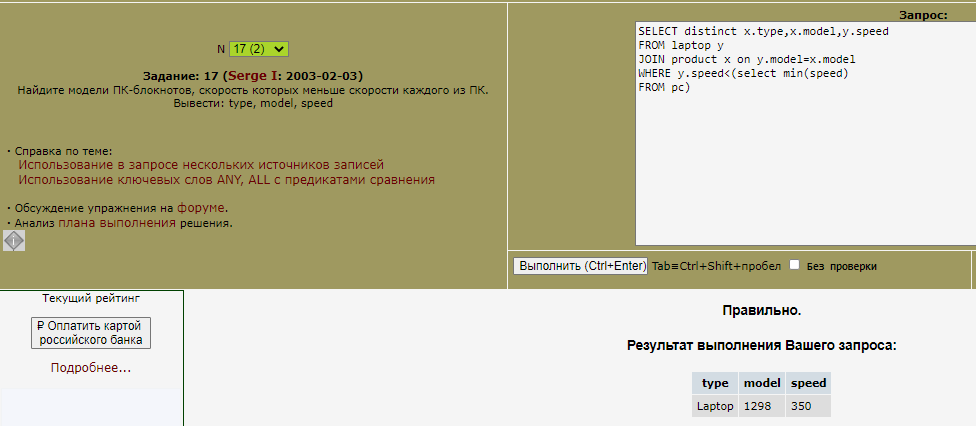 N 17 (2)
Задание: 17 (Serge I: 2003-02-03)
Найдите модели ПК-блокнотов, скорость которых меньше скорости каждого из ПК.
Вывести: type, model, speed
· Справка по теме:
Использование в запросе нескольких источников записей
Использование ключевых слов ANY, ALL с предикатами сравнения
· Обсуждение упражнения на форуме.
· Анализ плана выполнения решения.
Запрос:
SELECT distinct x.type,x.model,y.speed
FROM laptop y
JOIN product x on y.model=x.model
WHERE y.speed<(select min(speed)
FROM pc)
Выполнить (Ctrl+Enter) Tab≡Ctrl+Shift+пробел Без проверки
Текущий рейтинг
₽ Оплатить картой
российского банка
Подробнее...
Правильно.
Результат выполнения Вашего запроса:
type model speed
Laptop 1298 350